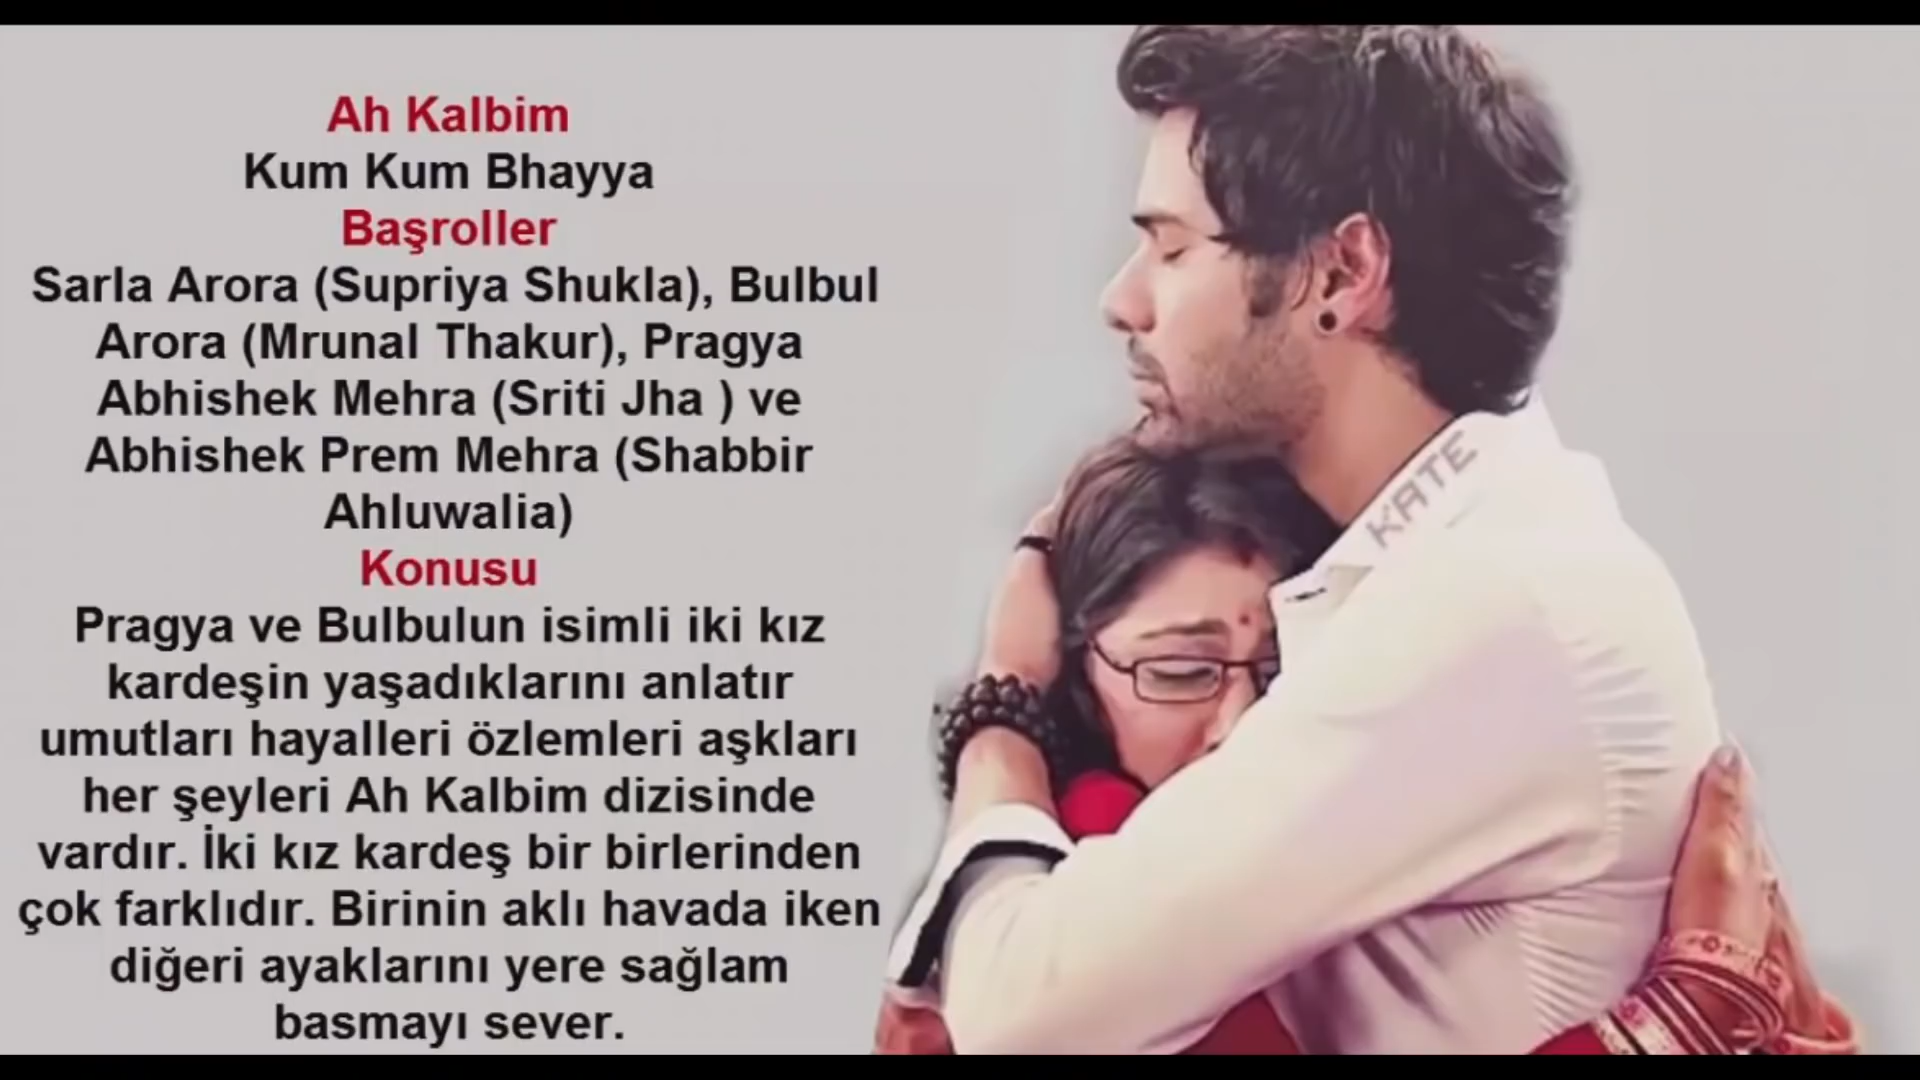 Ah Kalbim
Kum Kum Bhayya
Başroller
Sarla Arora (Supriya Shukla), Bulbul
Arora (Mrunal Thakur), Pragya
Abhishek Mehra (Sriti Jha ) ve
Abhishek Prem Mehra (Shabbir
Ahluwalia)
Konusu
Pragya ve Bulbulun isimli iki kız
kardeşin yaşadıklarını anlatır
umutları hayalleri özlemleri aşkları
her şeyleri Ah Kalbim dizisinde
vardır. İki kız kardeş bir birlerinden
çok farklıdır. Birinin aklı havada iken
diğeri ayaklarını yere sağlam
basmayı sever.
KATE